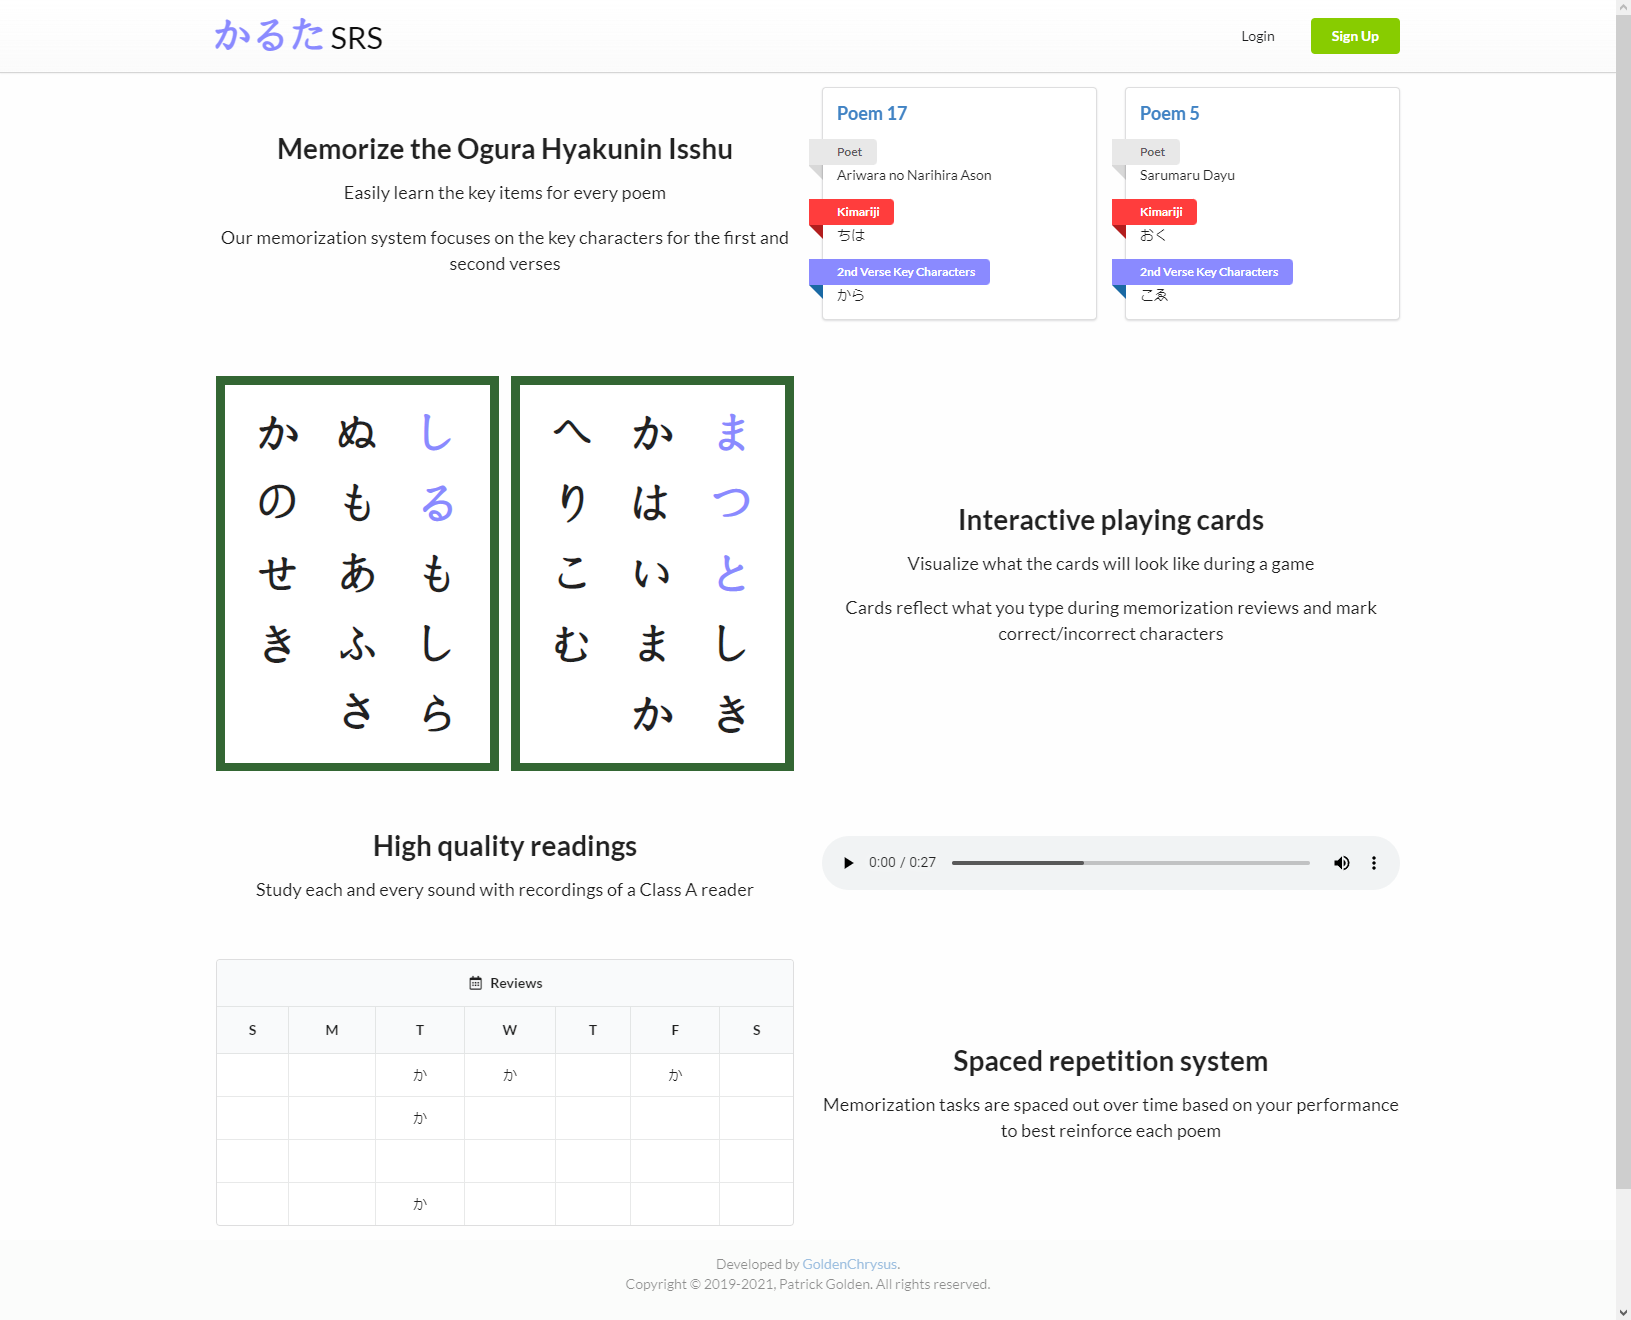 かるた SRS
Login
Sign Up
Memorize the Ogura Hyakunin Isshu
Easily learn the key items for every poem
Our memorization system focuses on the key characters for the first and
second verses
Poem 17
Poet
Ariwara no Narihira Ason
Kimariji
ちは
2nd Verse Key Characters
から
Poem 5
Poet
Sarumaru Dayu
Kimariji
おく
2nd Verse Key Characters
こゑ
しるもしら
ぬもあふさ
かのせき
まつとしき
かはいまか
へりこむ
Interactive playing cards
Visualize what the cards will look like during a game
Cards reflect what you type during memorization reviews and mark
correct/incorrect characters
High quality readings
Study each and every sound with recordings of a Class A reader
0:00 / 0:27
Reviews
S M T W T F S
か か か
か
か
Spaced repetition system
Memorization tasks are spaced out over time based on your performance
to best reinforce each poem
Developed by GoldenChrysus.
Copyright © 2019-2021, Patrick Golden. All rights reserved.